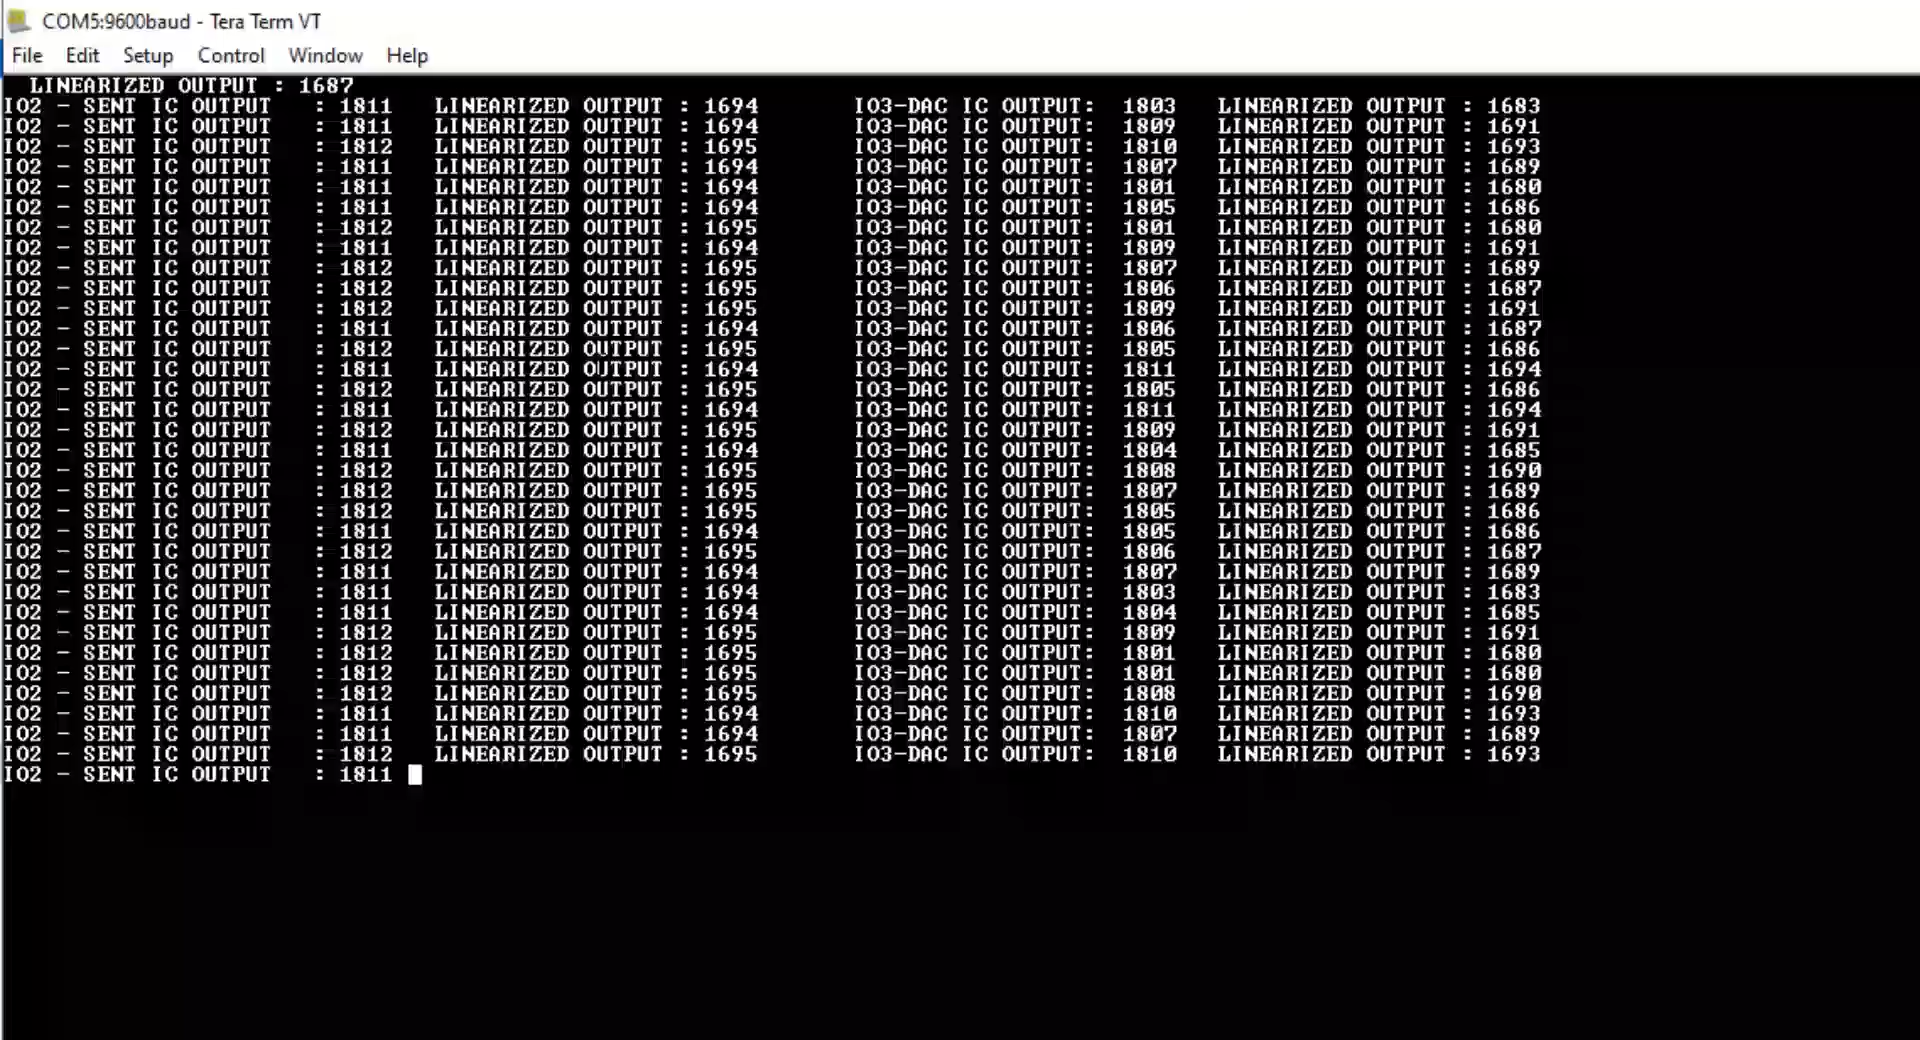 COM5:9600baud - Tera Term VT
File Edit Setup Control Window Help
LINEARIZED OUTPUT : 1687
IO2 - SENT IC OUTPUT : 1811 LINEARIZED OUTPUT : 1694 IO3-DAC IC OUTPUT: 1803 LINEARIZED OUTPUT : 1683
IO2 - SENT IC OUTPUT : 1811 LINEARIZED OUTPUT : 1694 IO3-DAC IC OUTPUT: 1809 LINEARIZED OUTPUT : 1691
IO2 - SENT IC OUTPUT : 1812 LINEARIZED OUTPUT : 1695 IO3-DAC IC OUTPUT: 1810 LINEARIZED OUTPUT : 1693
IO2 - SENT IC OUTPUT : 1811 LINEARIZED OUTPUT : 1694 IO3-DAC IC OUTPUT: 1807 LINEARIZED OUTPUT : 1689
IO2 - SENT IC OUTPUT : 1811 LINEARIZED OUTPUT : 1694 IO3-DAC IC OUTPUT: 1801 LINEARIZED OUTPUT : 1680
IO2 - SENT IC OUTPUT : 1811 LINEARIZED OUTPUT : 1694 IO3-DAC IC OUTPUT: 1805 LINEARIZED OUTPUT : 1686
IO2 - SENT IC OUTPUT : 1812 LINEARIZED OUTPUT : 1695 IO3-DAC IC OUTPUT: 1801 LINEARIZED OUTPUT : 1680
IO2 - SENT IC OUTPUT : 1811 LINEARIZED OUTPUT : 1694 IO3-DAC IC OUTPUT: 1809 LINEARIZED OUTPUT : 1691
IO2 - SENT IC OUTPUT : 1812 LINEARIZED OUTPUT : 1695 IO3-DAC IC OUTPUT: 1807 LINEARIZED OUTPUT : 1689
IO2 - SENT IC OUTPUT : 1812 LINEARIZED OUTPUT : 1695 IO3-DAC IC OUTPUT: 1806 LINEARIZED OUTPUT : 1687
IO2 - SENT IC OUTPUT : 1812 LINEARIZED OUTPUT : 1695 IO3-DAC IC OUTPUT: 1809 LINEARIZED OUTPUT : 1691
IO2 - SENT IC OUTPUT : 1811 LINEARIZED OUTPUT : 1694 IO3-DAC IC OUTPUT: 1806 LINEARIZED OUTPUT : 1687
IO2 - SENT IC OUTPUT : 1812 LINEARIZED OUTPUT : 1695 IO3-DAC IC OUTPUT: 1805 LINEARIZED OUTPUT : 1686
IO2 - SENT IC OUTPUT : 1811 LINEARIZED OUTPUT : 1694 IO3-DAC IC OUTPUT: 1811 LINEARIZED OUTPUT : 1694
IO2 - SENT IC OUTPUT : 1812 LINEARIZED OUTPUT : 1695 IO3-DAC IC OUTPUT: 1805 LINEARIZED OUTPUT : 1686
IO2 - SENT IC OUTPUT : 1811 LINEARIZED OUTPUT : 1694 IO3-DAC IC OUTPUT: 1811 LINEARIZED OUTPUT : 1694
IO2 - SENT IC OUTPUT : 1812 LINEARIZED OUTPUT : 1695 IO3-DAC IC OUTPUT: 1809 LINEARIZED OUTPUT : 1691
IO2 - SENT IC OUTPUT : 1811 LINEARIZED OUTPUT : 1694 IO3-DAC IC OUTPUT: 1804 LINEARIZED OUTPUT : 1685
IO2 - SENT IC OUTPUT : 1812 LINEARIZED OUTPUT : 1695 IO3-DAC IC OUTPUT: 1808 LINEARIZED OUTPUT : 1690
IO2 - SENT IC OUTPUT : 1812 LINEARIZED OUTPUT : 1695 IO3-DAC IC OUTPUT: 1807 LINEARIZED OUTPUT : 1689
IO2 - SENT IC OUTPUT : 1812 LINEARIZED OUTPUT : 1695 IO3-DAC IC OUTPUT: 1805 LINEARIZED OUTPUT : 1686
IO2 - SENT IC OUTPUT : 1811 LINEARIZED OUTPUT : 1694 IO3-DAC IC OUTPUT: 1805 LINEARIZED OUTPUT : 1686
IO2 - SENT IC OUTPUT : 1812 LINEARIZED OUTPUT : 1695 IO3-DAC IC OUTPUT: 1806 LINEARIZED OUTPUT : 1687
IO2 - SENT IC OUTPUT : 1811 LINEARIZED OUTPUT : 1694 IO3-DAC IC OUTPUT: 1807 LINEARIZED OUTPUT : 1689
IO2 - SENT IC OUTPUT : 1811 LINEARIZED OUTPUT : 1694 IO3-DAC IC OUTPUT: 1803 LINEARIZED OUTPUT : 1683
IO2 - SENT IC OUTPUT : 1811 LINEARIZED OUTPUT : 1694 IO3-DAC IC OUTPUT: 1804 LINEARIZED OUTPUT : 1685
IO2 - SENT IC OUTPUT : 1812 LINEARIZED OUTPUT : 1695 IO3-DAC IC OUTPUT: 1809 LINEARIZED OUTPUT : 1691
IO2 - SENT IC OUTPUT : 1812 LINEARIZED OUTPUT : 1695 IO3-DAC IC OUTPUT: 1801 LINEARIZED OUTPUT : 1680
IO2 - SENT IC OUTPUT : 1812 LINEARIZED OUTPUT : 1695 IO3-DAC IC OUTPUT: 1801 LINEARIZED OUTPUT : 1680
IO2 - SENT IC OUTPUT : 1812 LINEARIZED OUTPUT : 1695 IO3-DAC IC OUTPUT: 1808 LINEARIZED OUTPUT : 1690
IO2 - SENT IC OUTPUT : 1811 LINEARIZED OUTPUT : 1694 IO3-DAC IC OUTPUT: 1810 LINEARIZED OUTPUT : 1693
IO2 - SENT IC OUTPUT : 1811 LINEARIZED OUTPUT : 1694 IO3-DAC IC OUTPUT: 1807 LINEARIZED OUTPUT : 1689
IO2 - SENT IC OUTPUT : 1812 LINEARIZED OUTPUT : 1695 IO3-DAC IC OUTPUT: 1810 LINEARIZED OUTPUT : 1693
IO2 - SENT IC OUTPUT : 1811